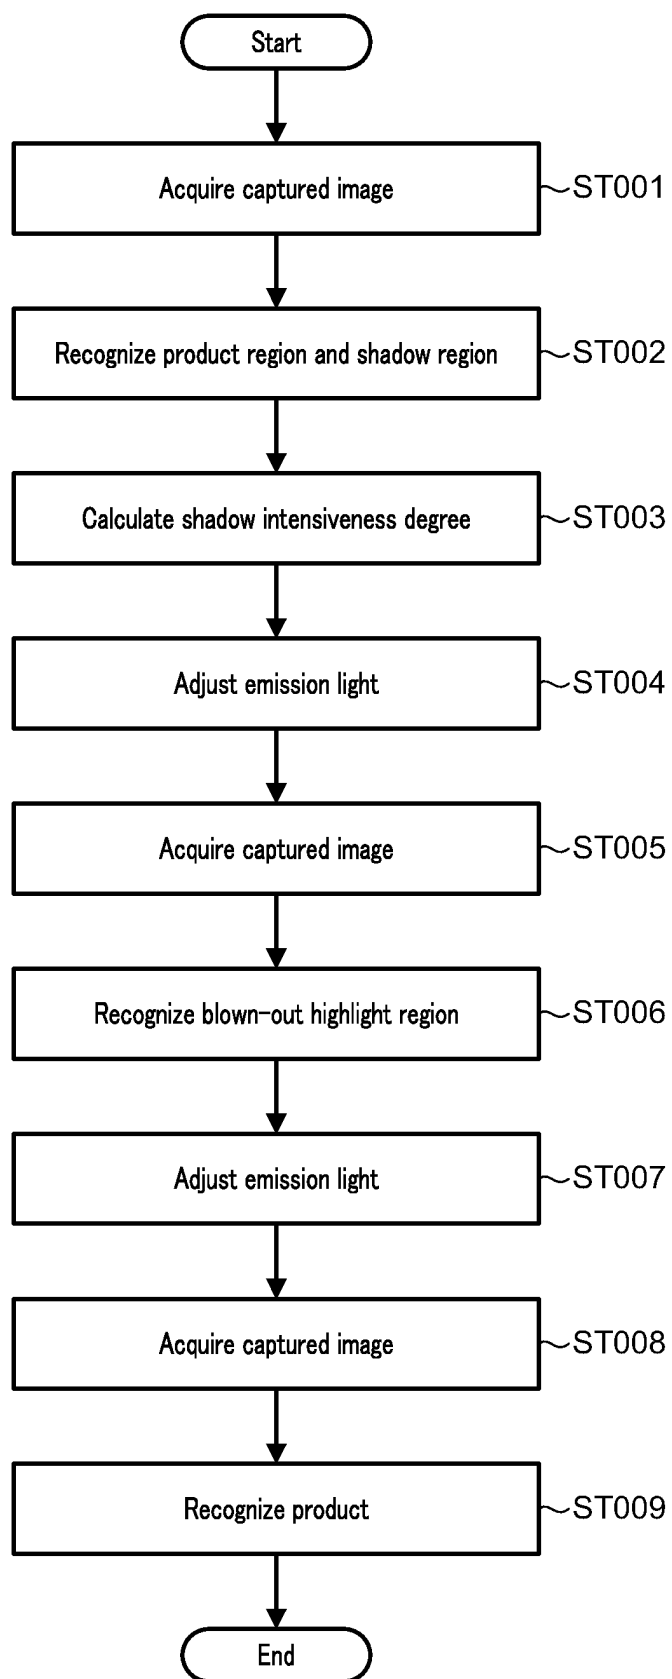 Start
Acquire captured image
ST001
Recognize product region and shadow region
ST002
Calculate shadow intensiveness degree
ST003
Adjust emission light
ST004
Acquire captured image
ST005
Recognize blown-out highlight region
ST006
Adjust emission light
ST007
Acquire captured image
ST008
Recognize product
ST009
End